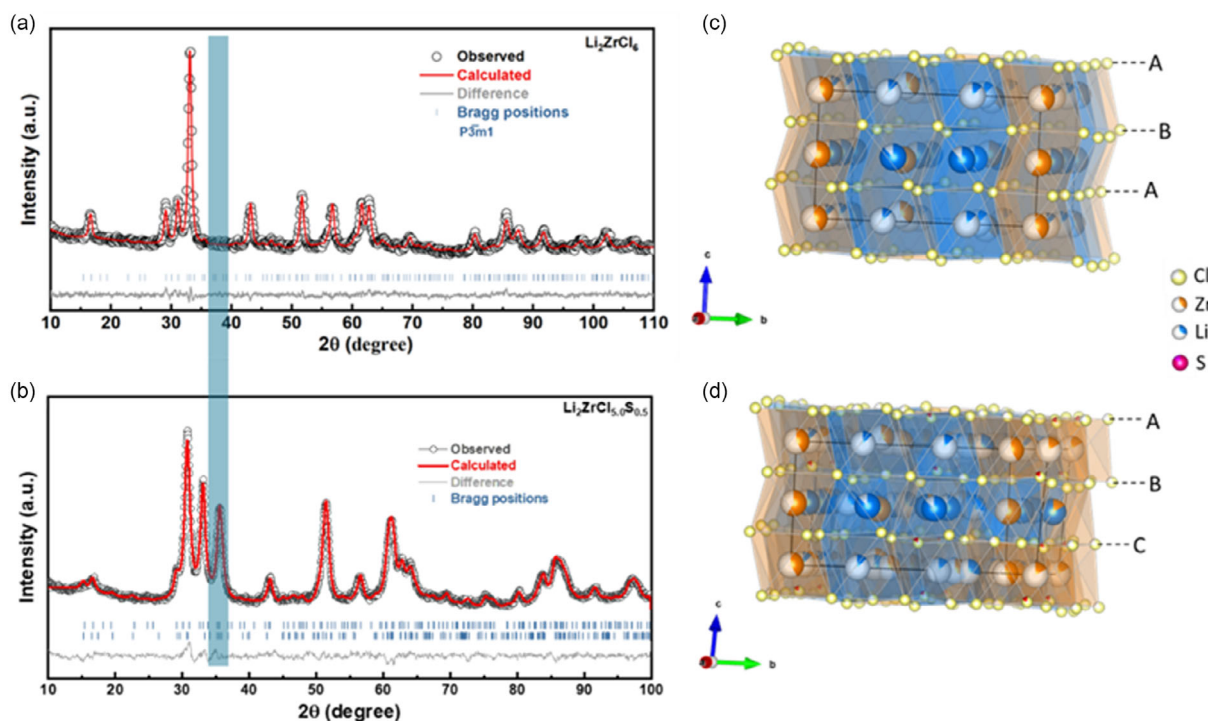 (a)
Li₂ZrCl₆
Observed
Calculated
Difference
Bragg positions
P3̅m1
Intensity (a.u.)
10 20 30 40 50 60 70 80 90 100 110
2θ (degree)
(b)
Li₂ZrCl₅.₀S₀.₅
Observed
Calculated
Difference
Bragg positions
Intensity (a.u.)
10 20 30 40 50 60 70 80 90 100
2θ (degree)
(c)
A
B
A
c
b
Cl
Zr
Li
S
(d)
A
B
C
c
b